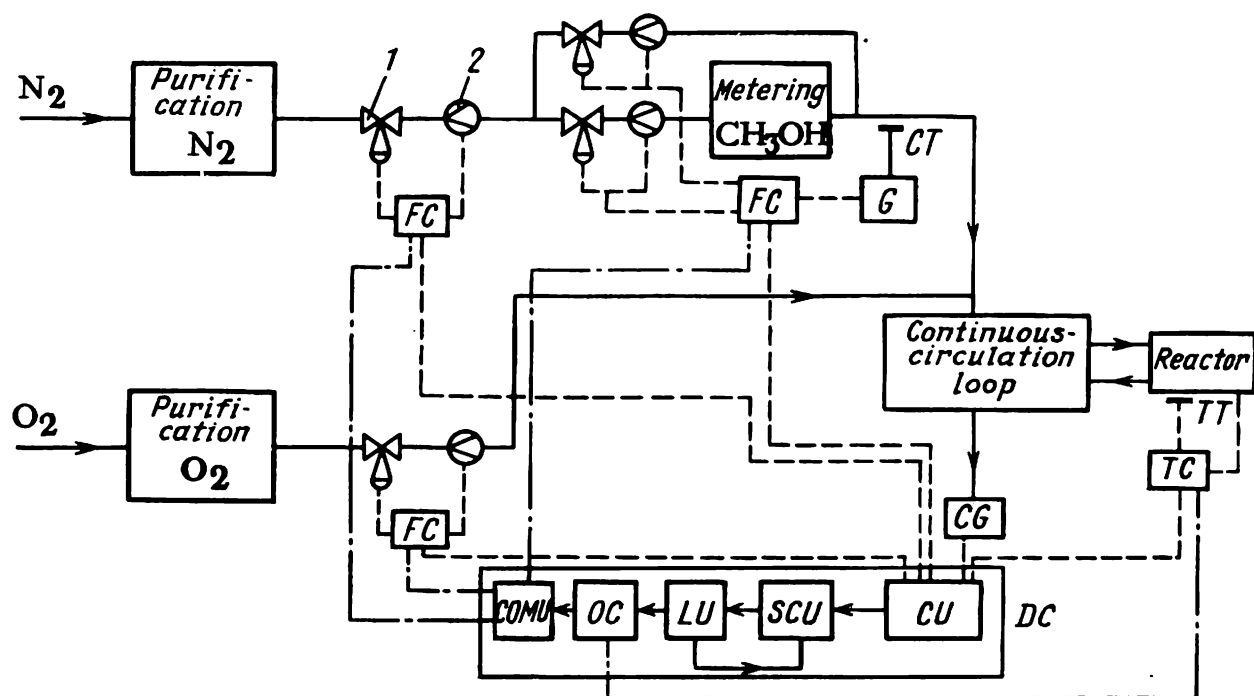 1
2
N₂
Purifi-
cation
N₂
Metering
CH₃OH
CT
FC
FC
G
Continuous-
circulation
loop
Reactor
O₂
Purifi-
cation
O₂
TT
TC
FC
CG
COMU
OC
LU
SCU
CU
DC